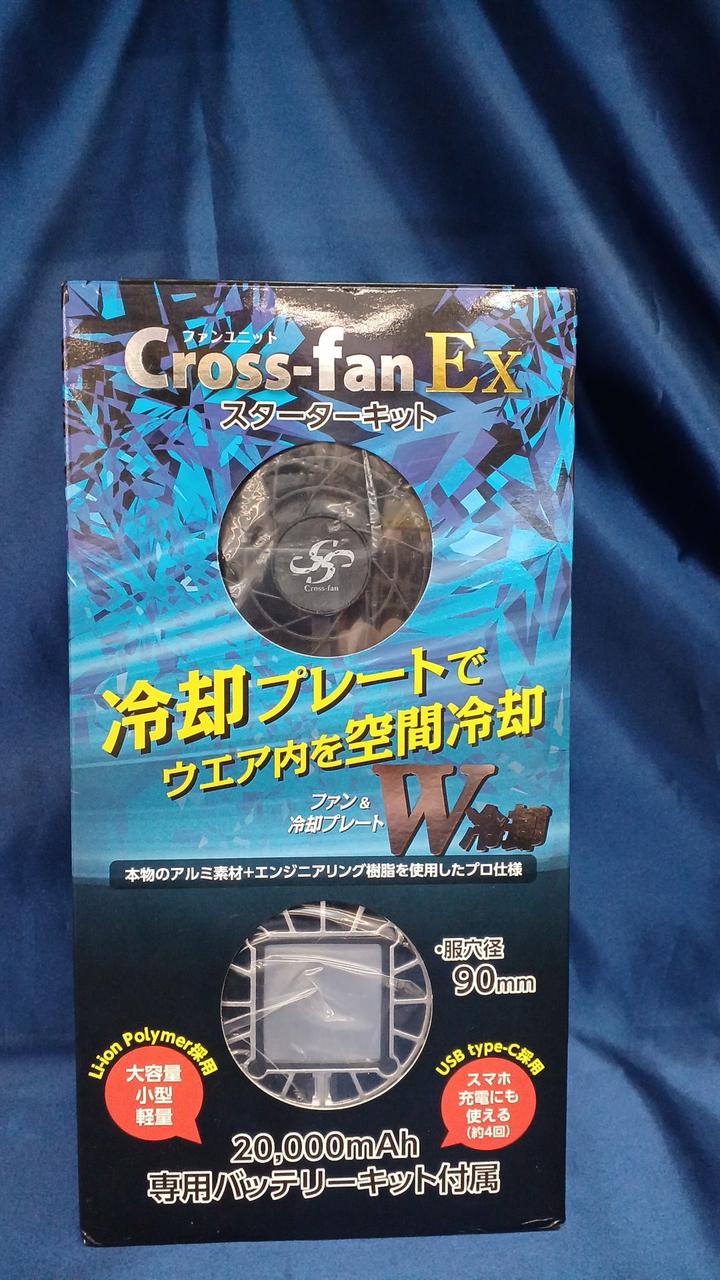 ファンユニット
Cross-fan Ex
スターターキット
Cross-fan
冷却プレートで
ウエア内を空間冷却
ファン&
冷却プレート
W冷却
本物のアルミ素材+エンジニアリング樹脂を使用したプロ仕様
・服穴径
90mm
Li-ion Polymer採用
大容量
小型
軽量
USB type-C採用
スマホ
充電にも
使える
(約4回)
20,000mAh
専用バッテリーキット付属